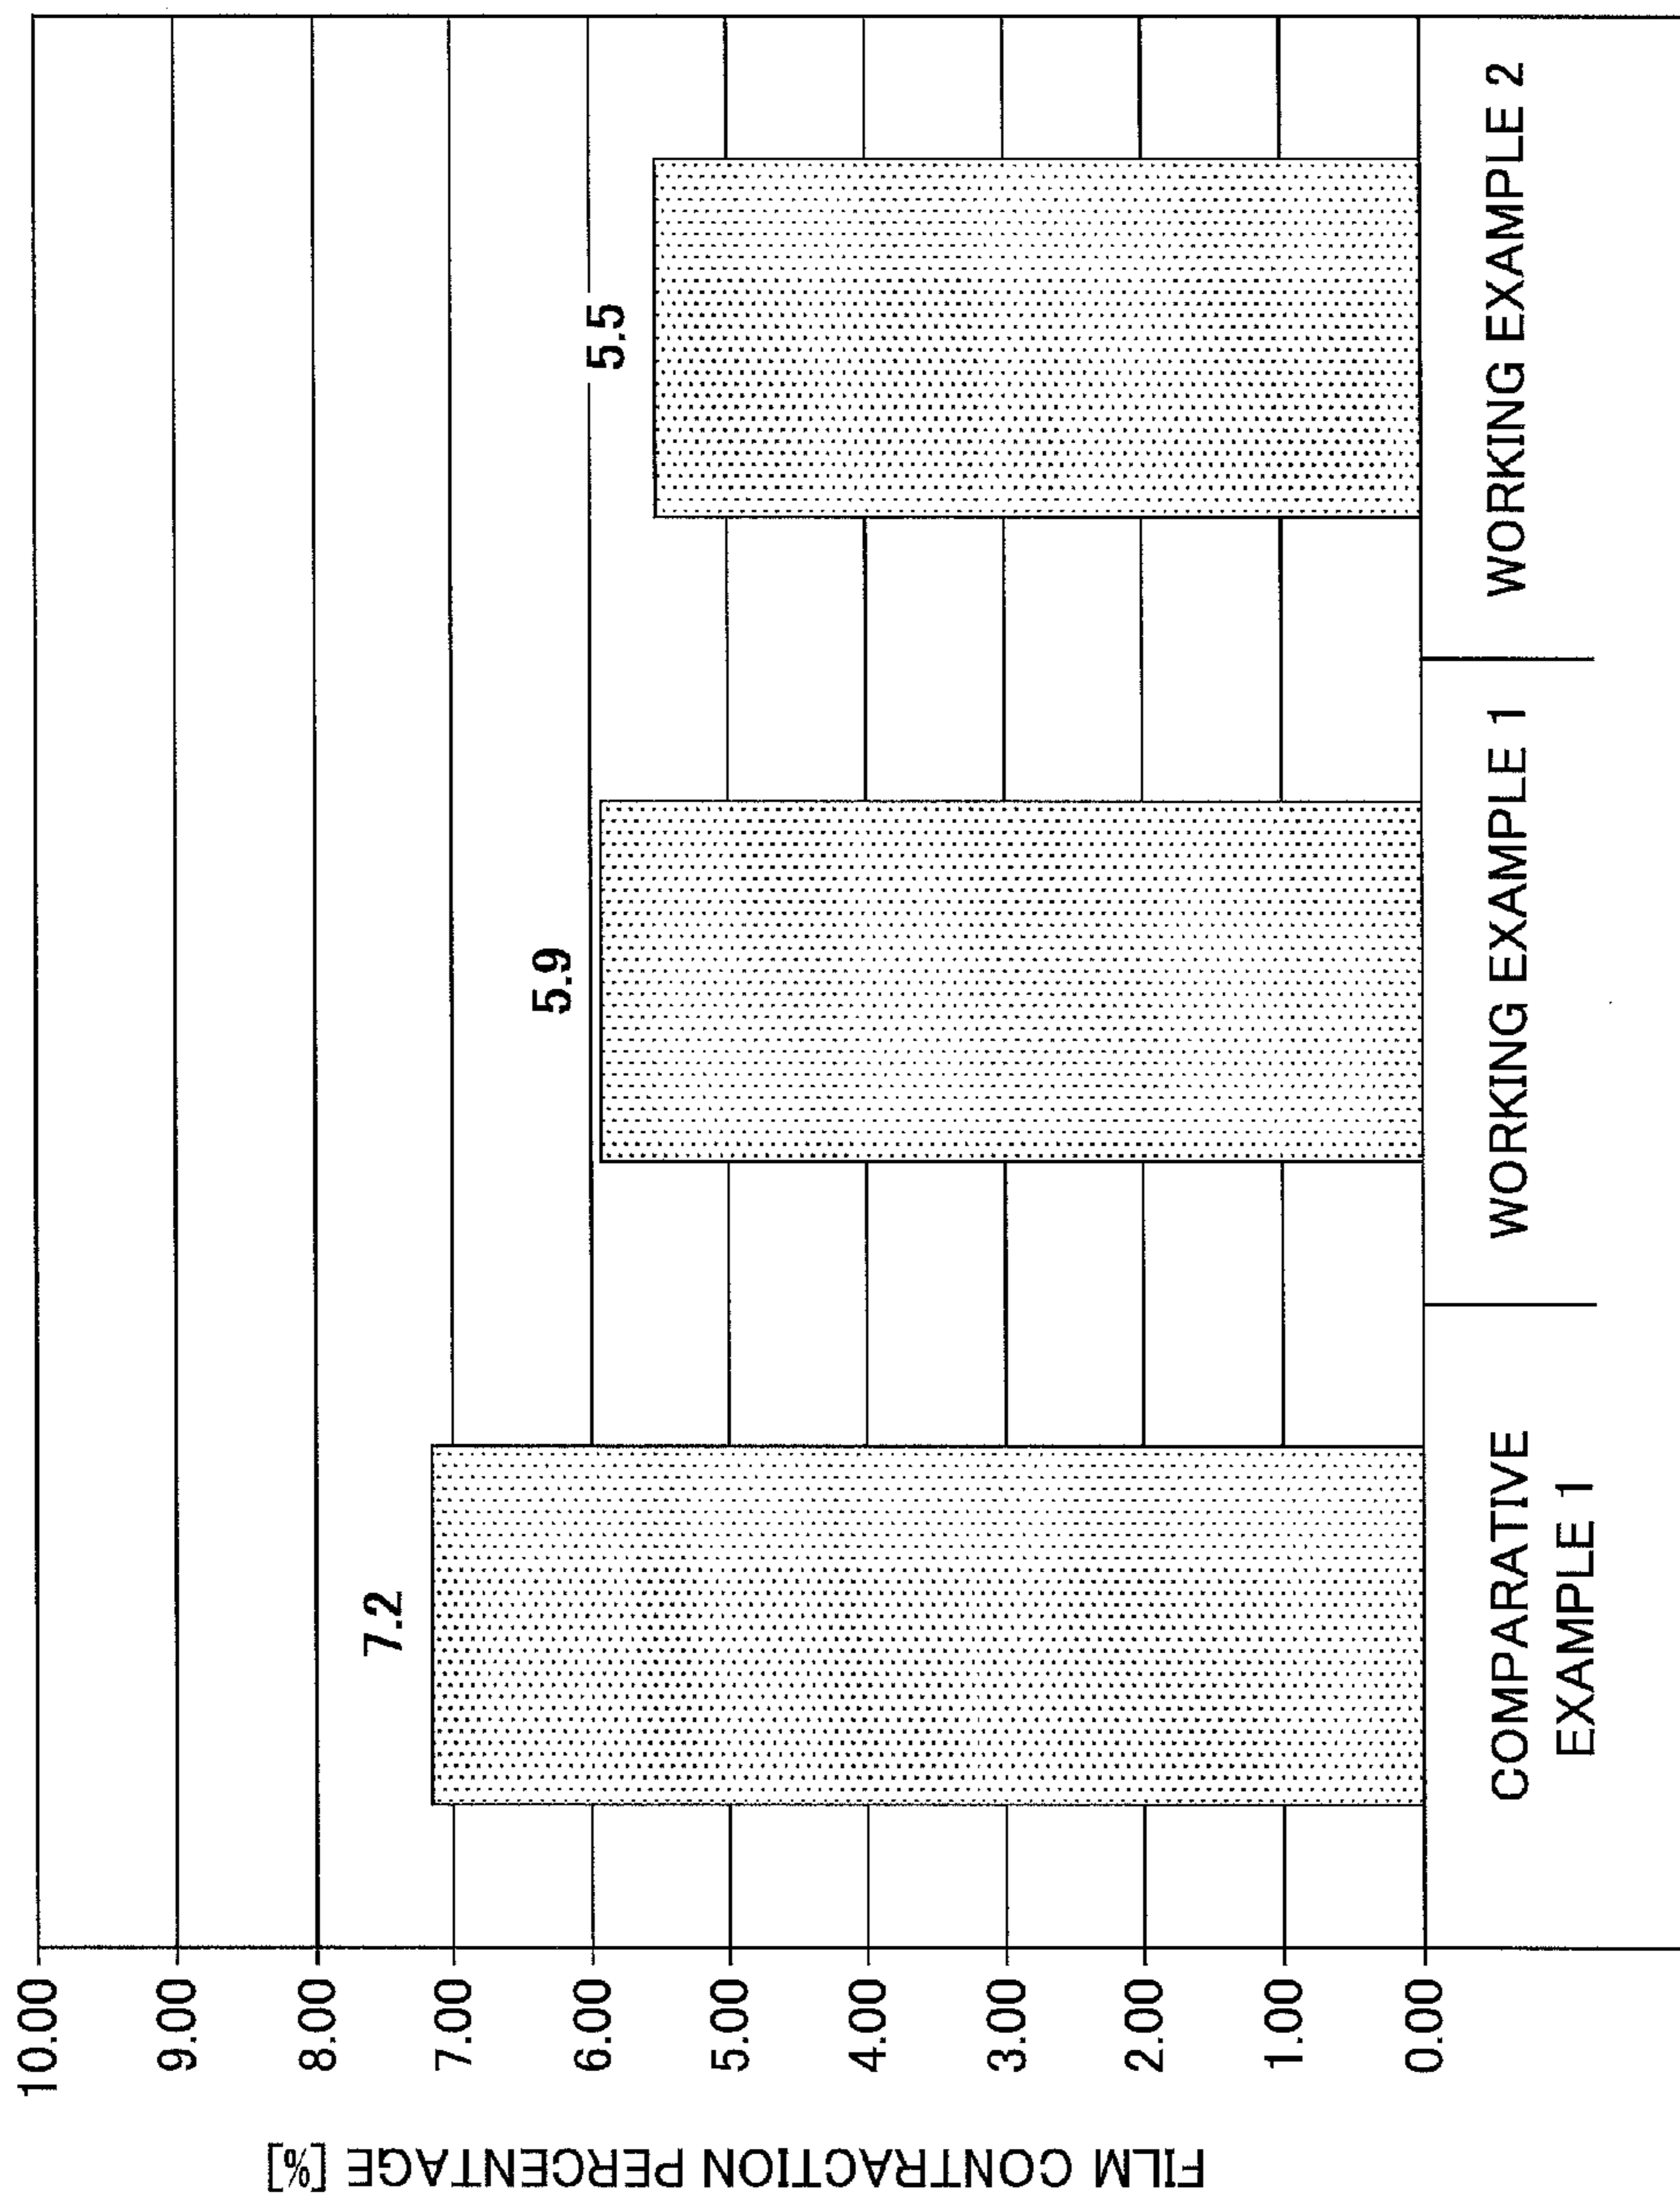 FILM CONTRACTION PERCENTAGE [%]
10.00
9.00
8.00
7.00
6.00
5.00
4.00
3.00
2.00
1.00
0.00
7.2
5.9
5.5
COMPARATIVE
EXAMPLE 1
WORKING EXAMPLE 1
WORKING EXAMPLE 2